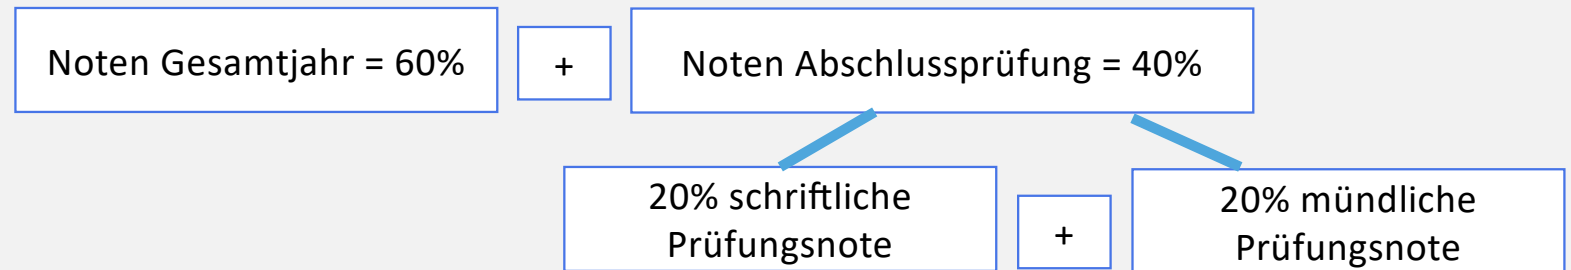 Noten Gesamtjahr = 60%
+
Noten Abschlussprüfung = 40%
20% schriftliche
Prüfungsnote
+
20% mündliche
Prüfungsnote